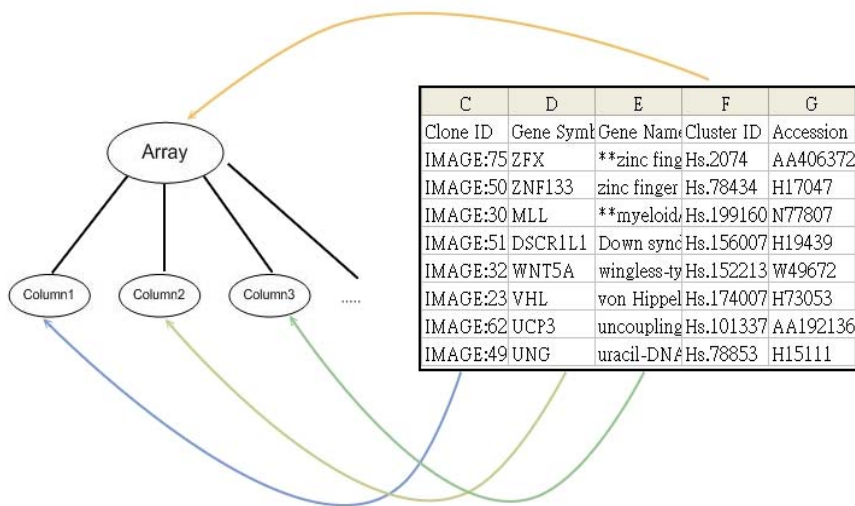 Array
Column1 Column2 Column3 .....
C D E F G
Clone ID Gene Symb Gene Name Cluster ID Accession
IMAGE:75 ZFX **zinc fing Hs.2074 AA406372
IMAGE:50 ZNF133 zinc finger Hs.78434 H17047
IMAGE:30 MLL **myeloid/ Hs.199160 N77807
IMAGE:51 DSCR1L1 Down sync Hs.156007 H19439
IMAGE:32 WNT5A wingless-ty Hs.152213 W49672
IMAGE:23 VHL von Hippel Hs.174007 H73053
IMAGE:62 UCP3 uncoupling Hs.101337 AA192136
IMAGE:49 UNG uracil-DNA Hs.78853 H15111